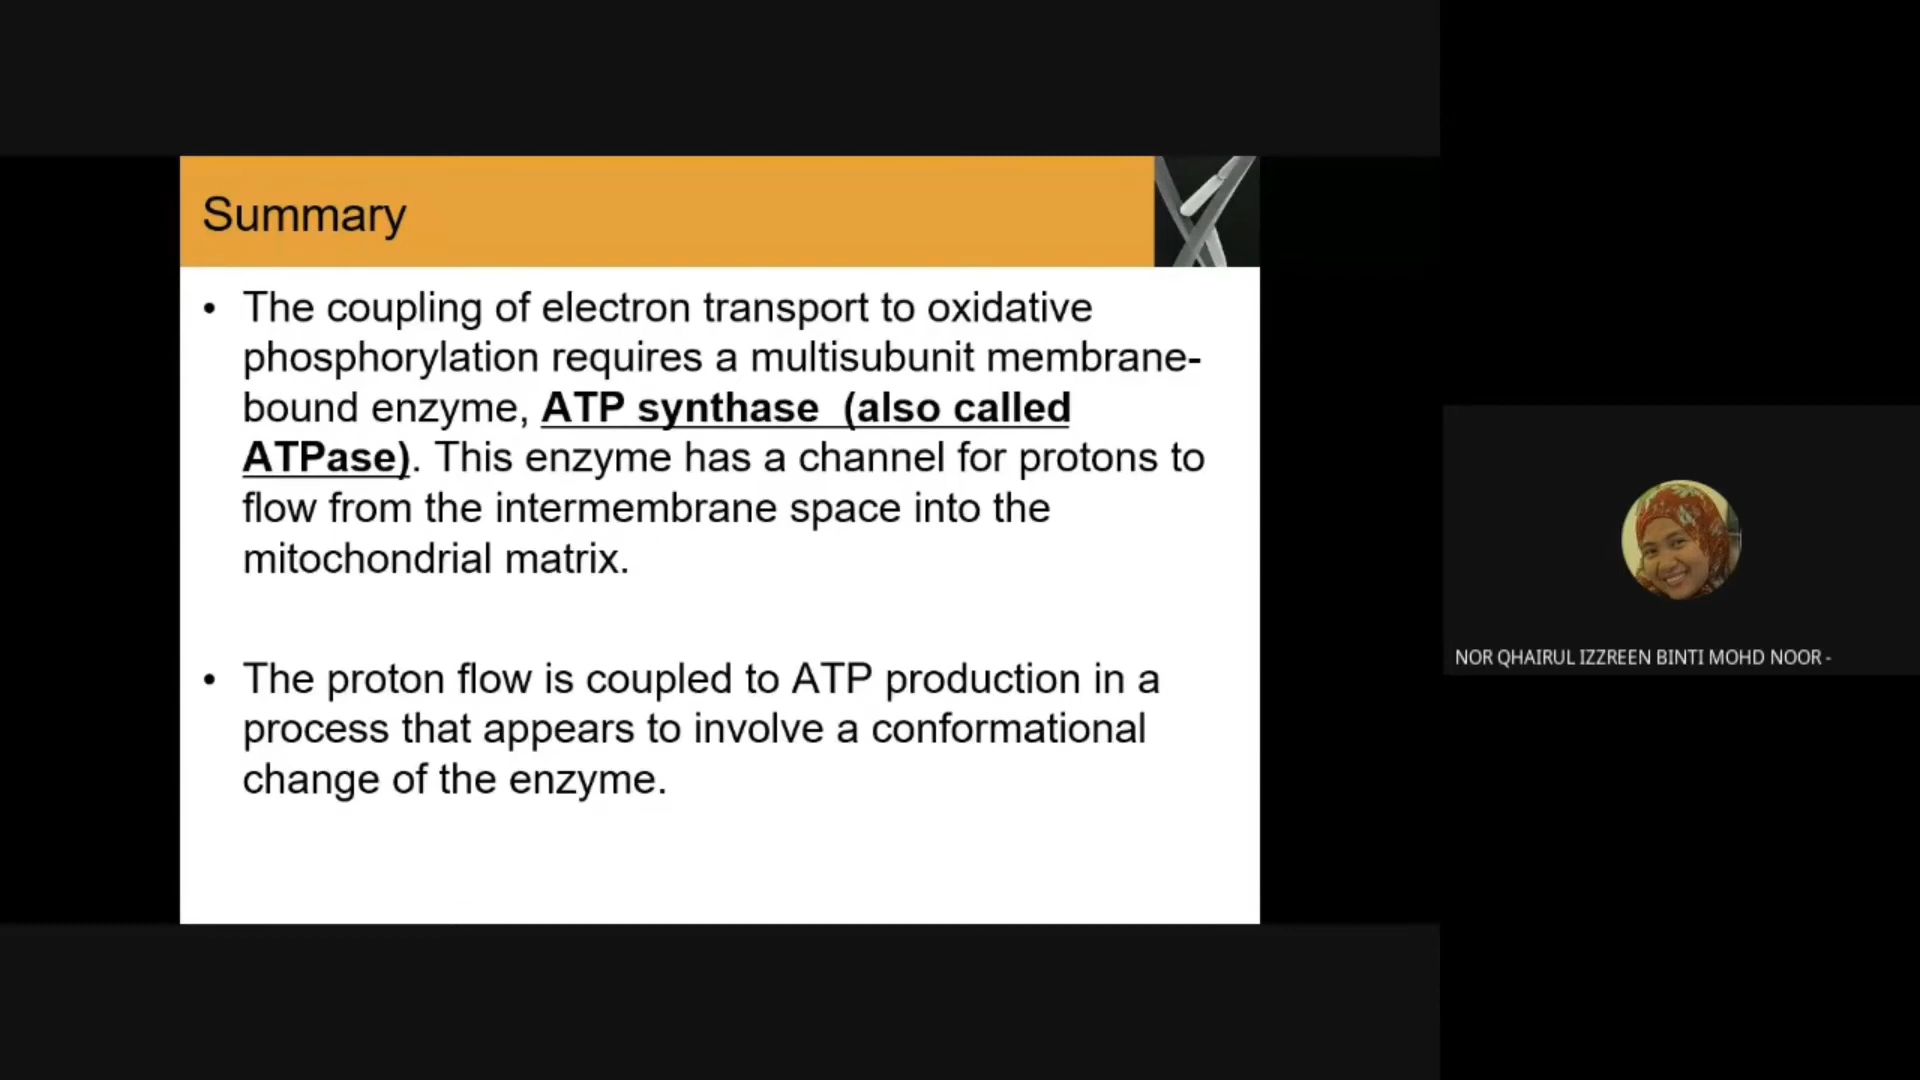 Summary
• The coupling of electron transport to oxidative
phosphorylation requires a multisubunit membrane-
bound enzyme, ATP synthase  (also called
ATPase). This enzyme has a channel for protons to
flow from the intermembrane space into the
mitochondrial matrix.
• The proton flow is coupled to ATP production in a
process that appears to involve a conformational
change of the enzyme.
NOR QHAIRUL IZZREEN BINTI MOHD NOOR -